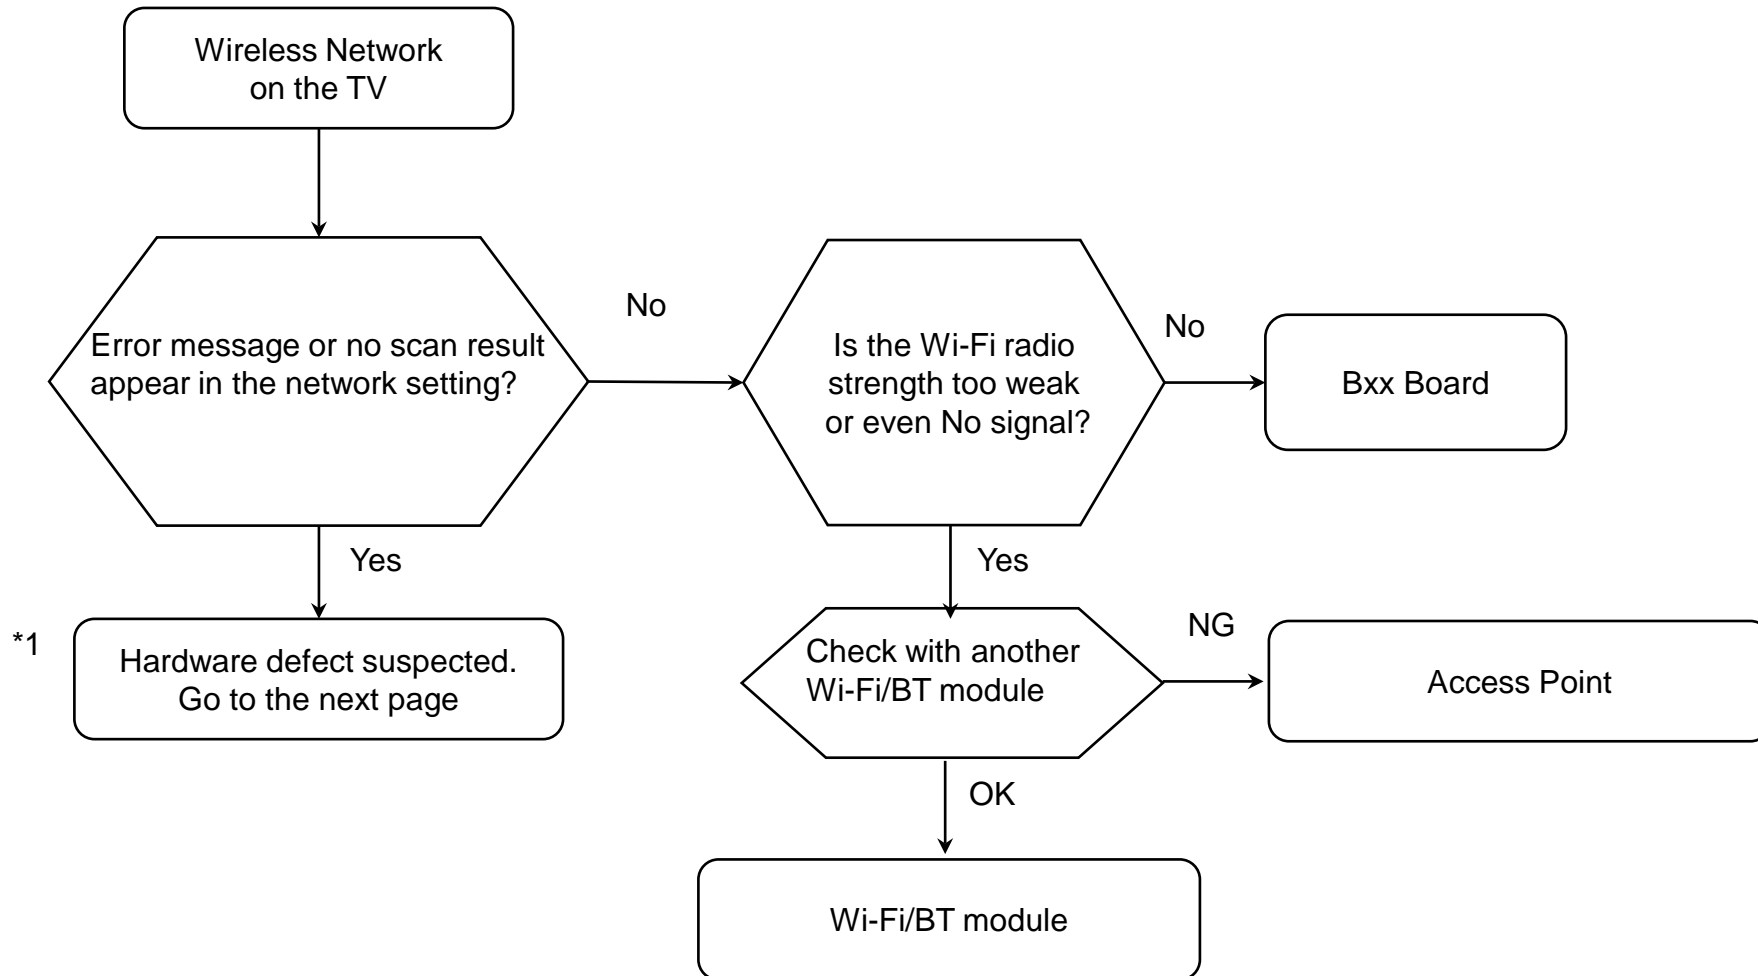 Wireless Network
on the TV
Error message or no scan result
appear in the network setting?
No
Is the Wi-Fi radio
strength too weak
or even No signal?
No
Bxx Board
Yes
Yes
*1
Hardware defect suspected.
Go to the next page
Check with another
Wi-Fi/BT module
NG
Access Point
OK
Wi-Fi/BT module